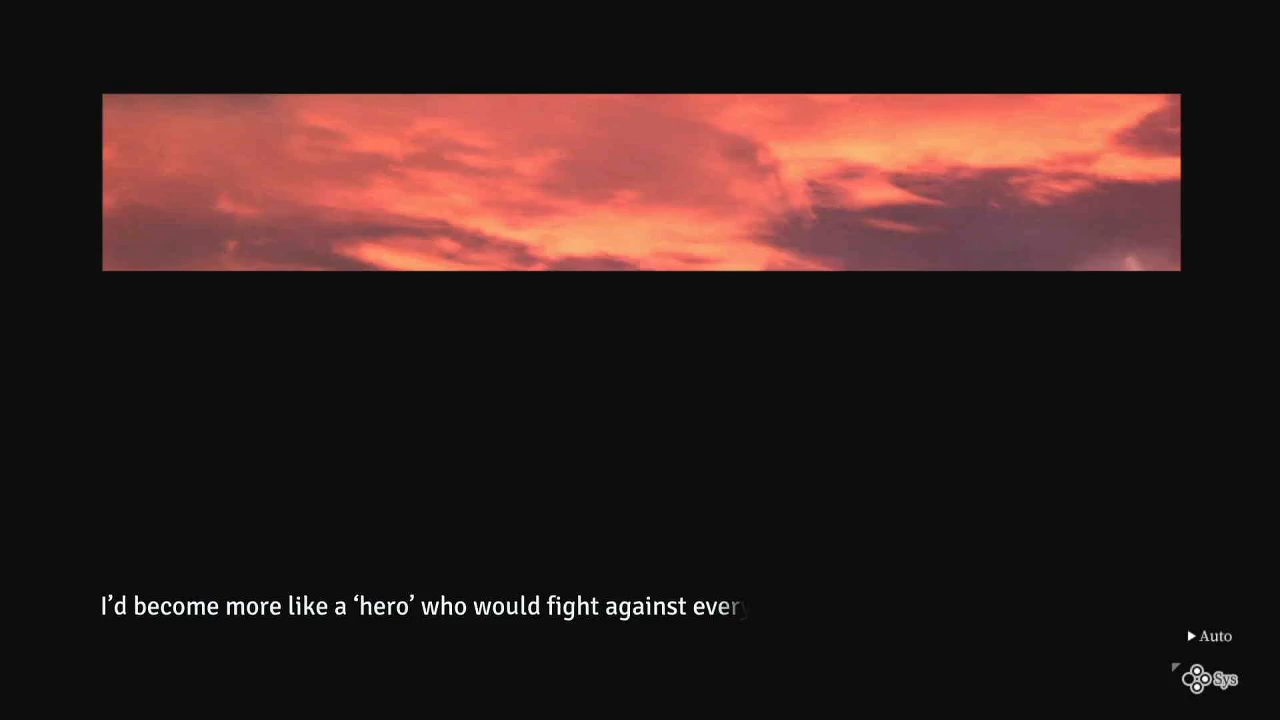 I’d become more like a ‘hero’ who would fight against every
Auto
Sys